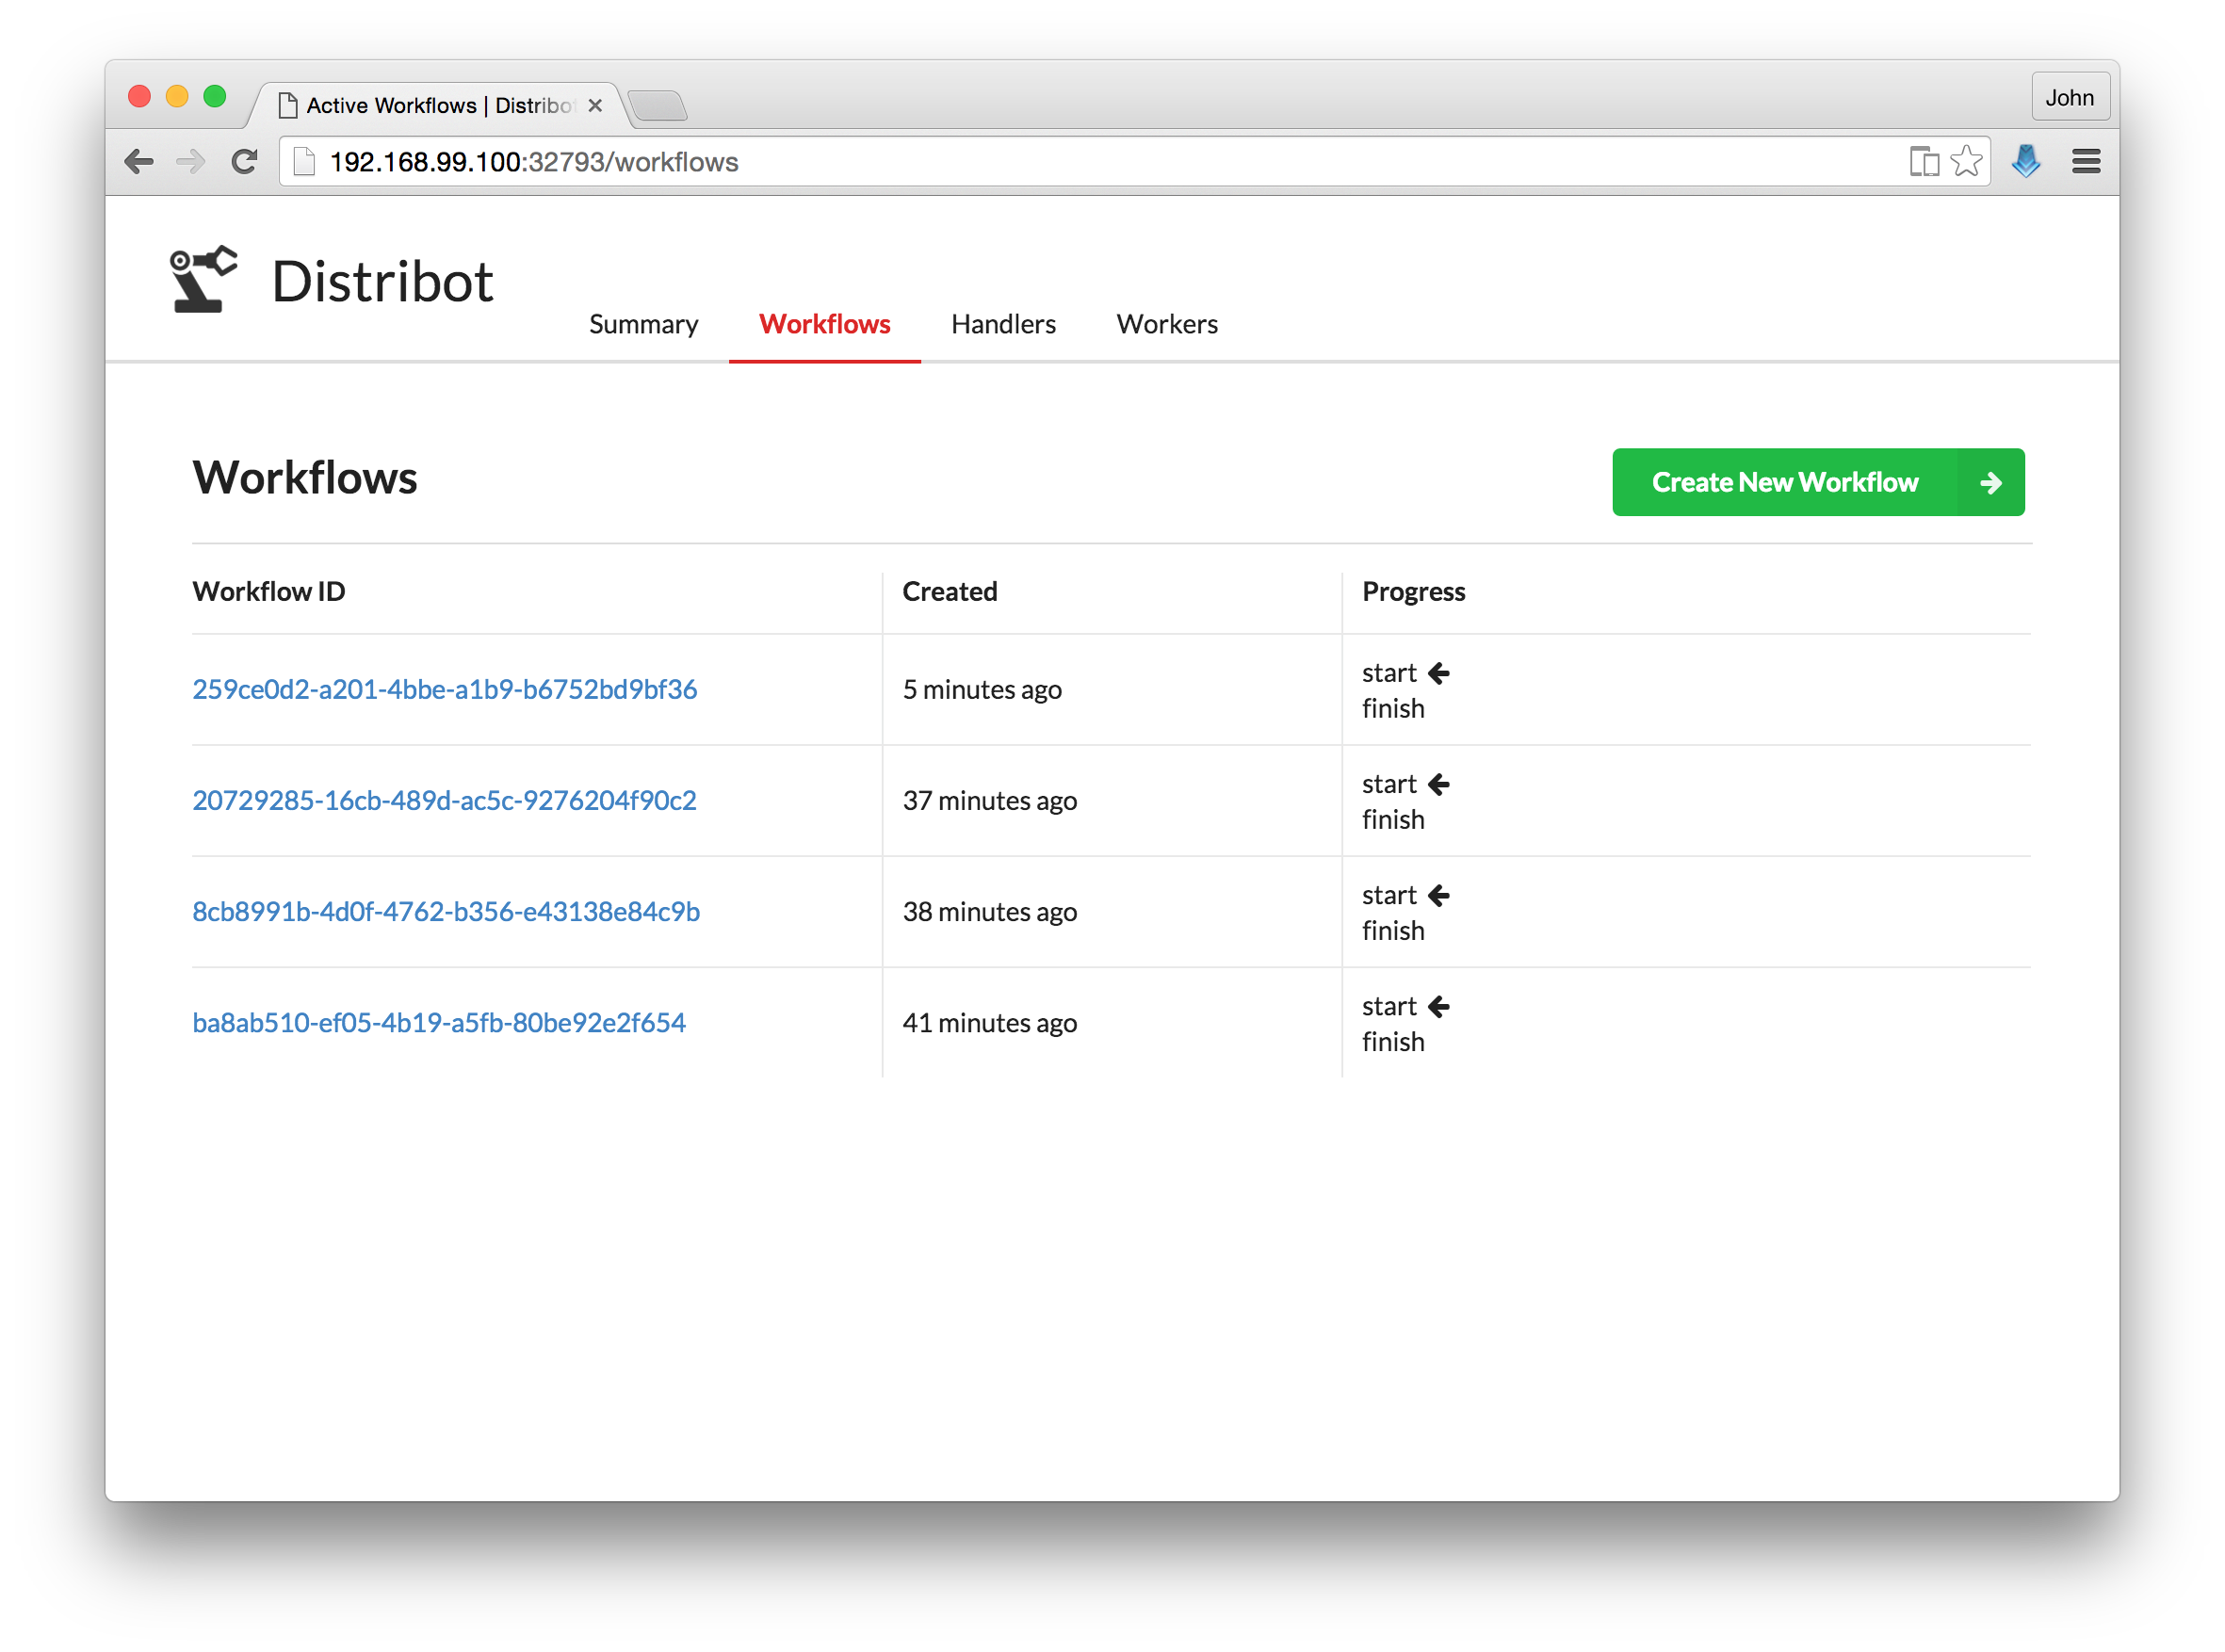 Active Workflows | Distribot
John
192.168.99.100:32793/workflows
Distribot
Summary Workflows Handlers Workers
Workflows
Create New Workflow
Workflow ID Created Progress
259ce0d2-a201-4bbe-a1b9-b6752bd9bf36 5 minutes ago start
finish
20729285-16cb-489d-ac5c-9276204f90c2 37 minutes ago start
finish
8cb8991b-4d0f-4762-b356-e43138e84c9b 38 minutes ago start
finish
ba8ab510-ef05-4b19-a5fb-80be92e2f654 41 minutes ago start
finish